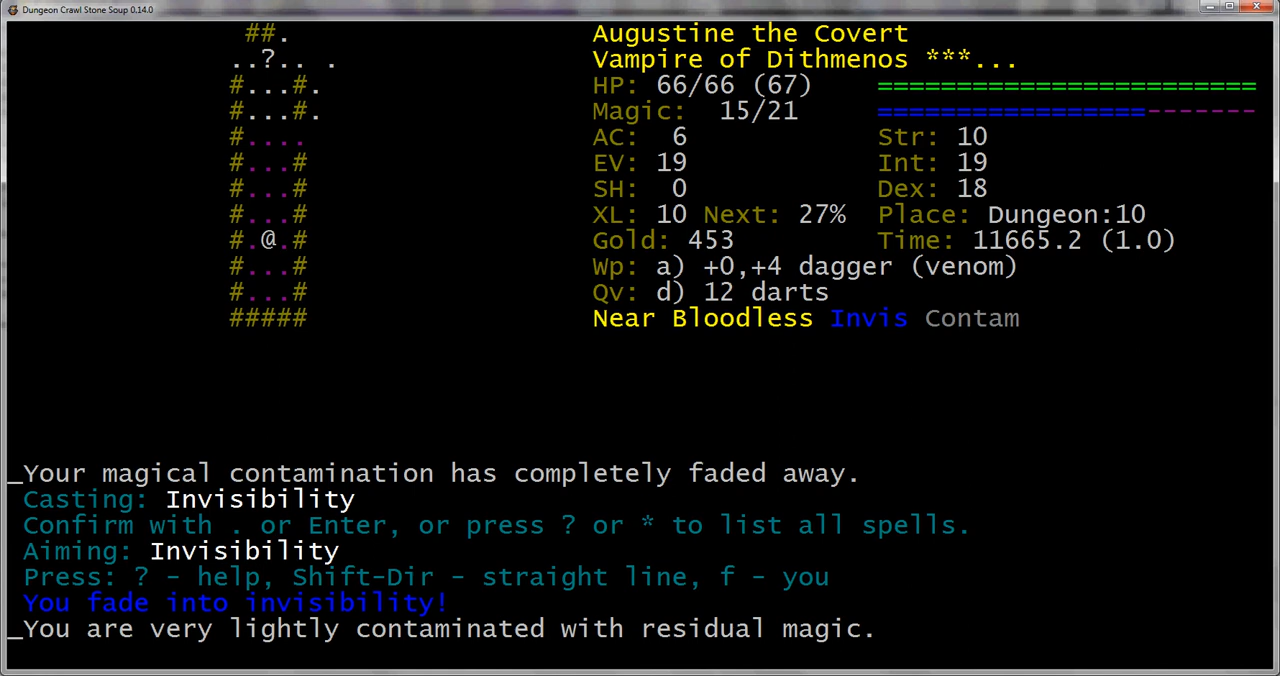 Dungeon Crawl Stone Soup 0.14.0
##. Augustine the Covert
..?.. . Vampire of Dithmenos ***...
#...#. HP: 66/66 (67) ========================
#...#. Magic: 15/21 =================-------
#.... AC: 6 Str: 10
#...# EV: 19 Int: 19
#...# SH: 0 Dex: 18
#...# XL: 10 Next: 27% Place: Dungeon:10
#.@.# Gold: 453 Time: 11665.2 (1.0)
#...# Wp: a) +0,+4 dagger (venom)
#...# Qv: d) 12 darts
##### Near Bloodless Invis Contam
_Your magical contamination has completely faded away.
Casting: Invisibility
Confirm with . or Enter, or press ? or * to list all spells.
Aiming: Invisibility
Press: ? - help, Shift-Dir - straight line, f - you
You fade into invisibility!
_You are very lightly contaminated with residual magic.